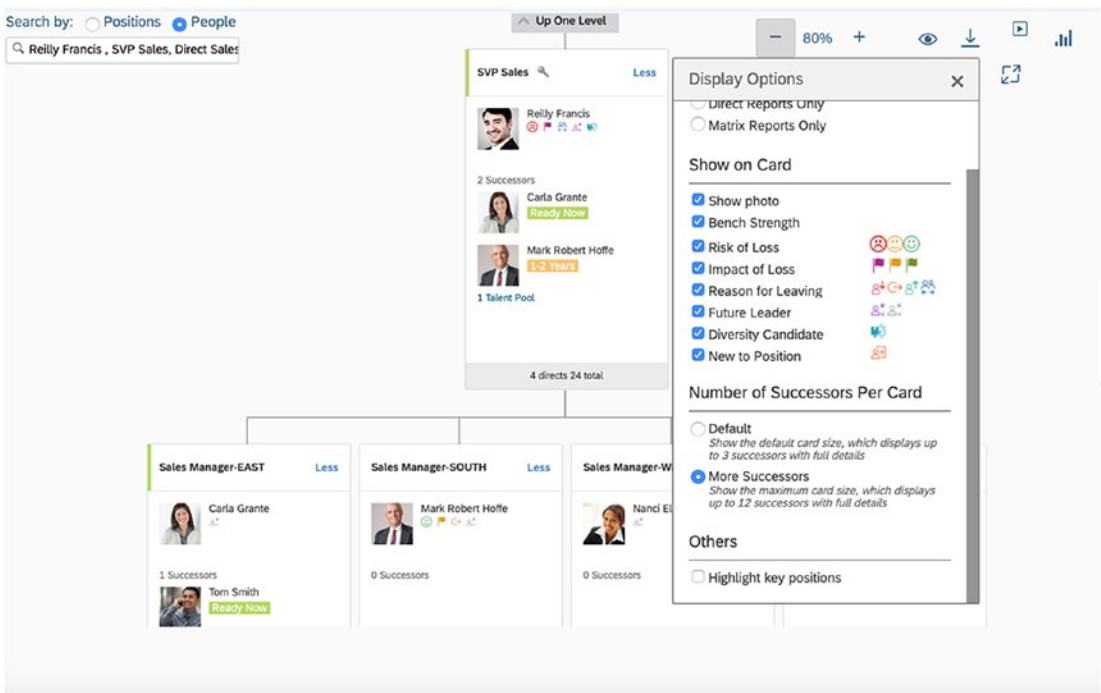 Search by: Positions People
Reilly Francis , SVP Sales, Direct Sales
Up One Level
80%
SVP Sales Less
Reilly Francis
2 Successors
Carla Grante
Ready Now
Mark Robert Hoffe
1-2 Years
1 Talent Pool
4 directs 24 total
Sales Manager-EAST Less
Carla Grante
1 Successors
Tom Smith
Ready Now
Sales Manager-SOUTH Less
Mark Robert Hoffe
0 Successors
Sales Manager-W
Nanci El
0 Successors
Display Options
Direct Reports Only
Matrix Reports Only
Show on Card
Show photo
Bench Strength
Risk of Loss
Impact of Loss
Reason for Leaving
Future Leader
Diversity Candidate
New to Position
Number of Successors Per Card
Default
Show the default card size, which displays up
to 3 successors with full details
More Successors
Show the maximum card size, which displays
up to 12 successors with full details
Others
Highlight key positions